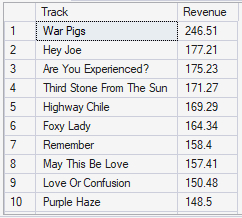 Track Revenue
1 War Pigs 246.51
2 Hey Joe 177.21
3 Are You Experienced? 175.23
4 Third Stone From The Sun 171.27
5 Highway Chile 169.29
6 Foxy Lady 164.34
7 Remember 158.4
8 May This Be Love 157.41
9 Love Or Confusion 150.48
10 Purple Haze 148.5